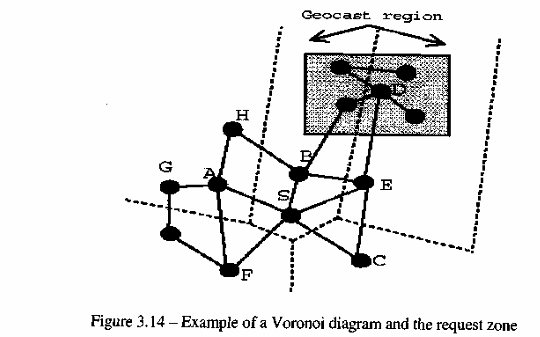 Geocast region
D
H
B
G
A
E
S
C
F
Figure 3.14 – Example of a Voronoi diagram and the request zone